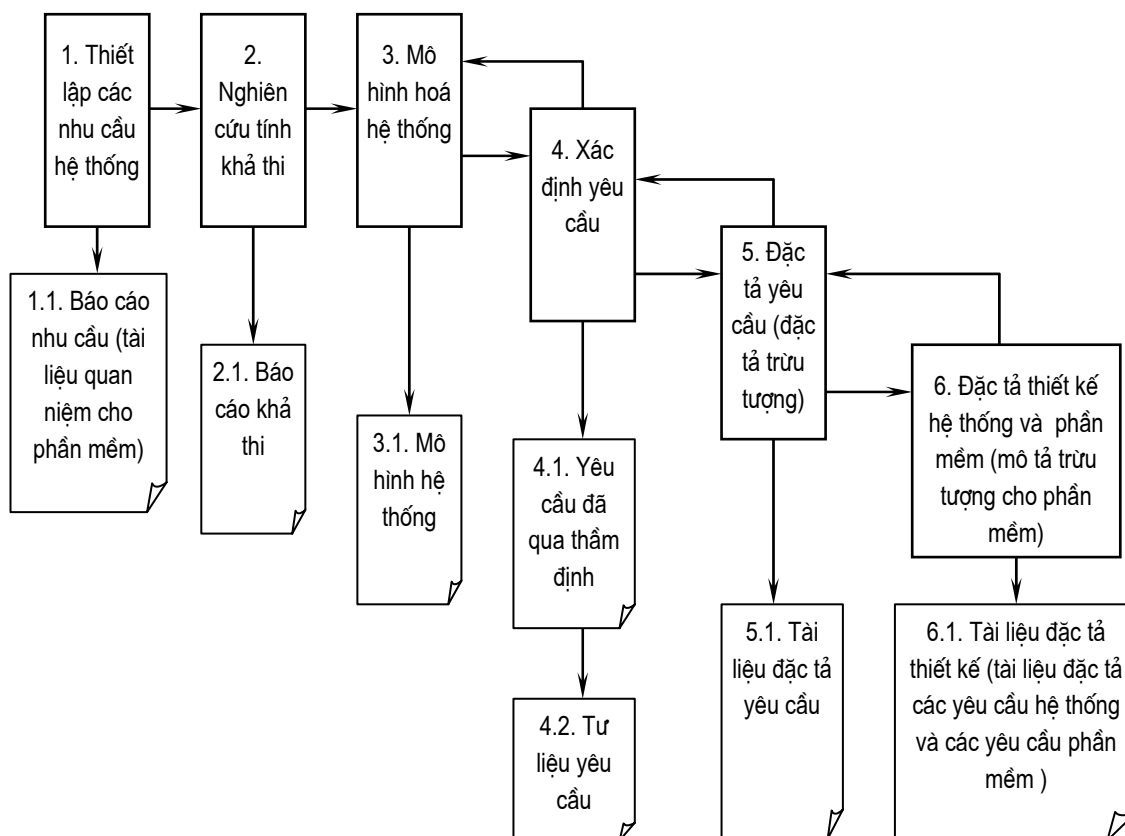 1. Thiết
lập các
nhu cầu
hệ thống
2.
Nghiên
cứu tính
khả thi
3. Mô
hình hoá
hệ thống
4. Xác
định yêu
cầu
5. Đặc
tả yêu
cầu (đặc
tả trừu
tượng)
6. Đặc tả thiết kế
hệ thống và phần
mềm (mô tả trừu
tượng cho phần
mềm)
1.1. Báo cáo
nhu cầu (tài
liệu quan
niệm cho
phần mềm)
2.1. Báo
cáo khả
thi
3.1. Mô
hình hệ
thống
4.1. Yêu
cầu đã
qua thẩm
định
4.2. Tư
liệu yêu
cầu
5.1. Tài
liệu đặc tả
yêu cầu
6.1. Tài liệu đặc tả
thiết kế (tài liệu đặc tả
các yêu cầu hệ thống
và các yêu cầu phần
mềm )